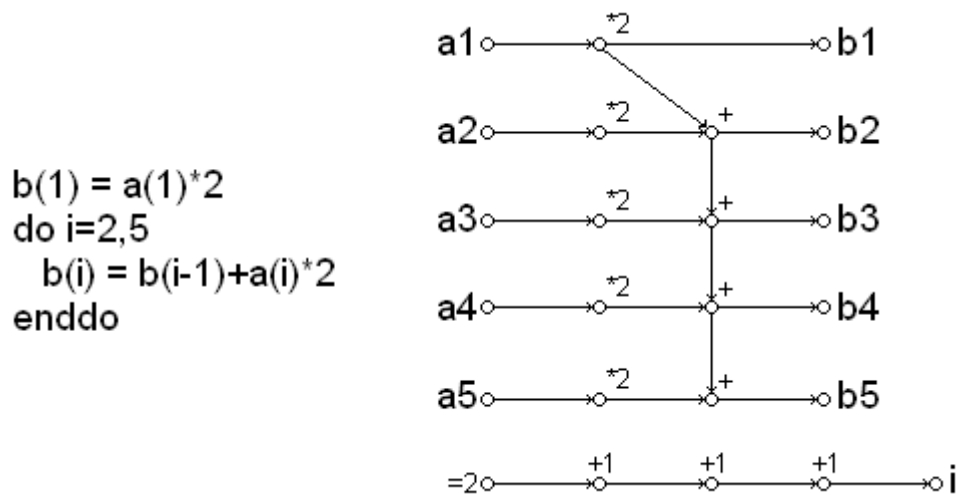 b(1) = a(1)*2
do i=2,5
b(i) = b(i-1)+a(i)*2
enddo
*2
a1 b1
*2 +
a2 b2
*2 +
a3 b3
*2 +
a4 b4
*2 +
a5 b5
+1 +1 +1
=2 i